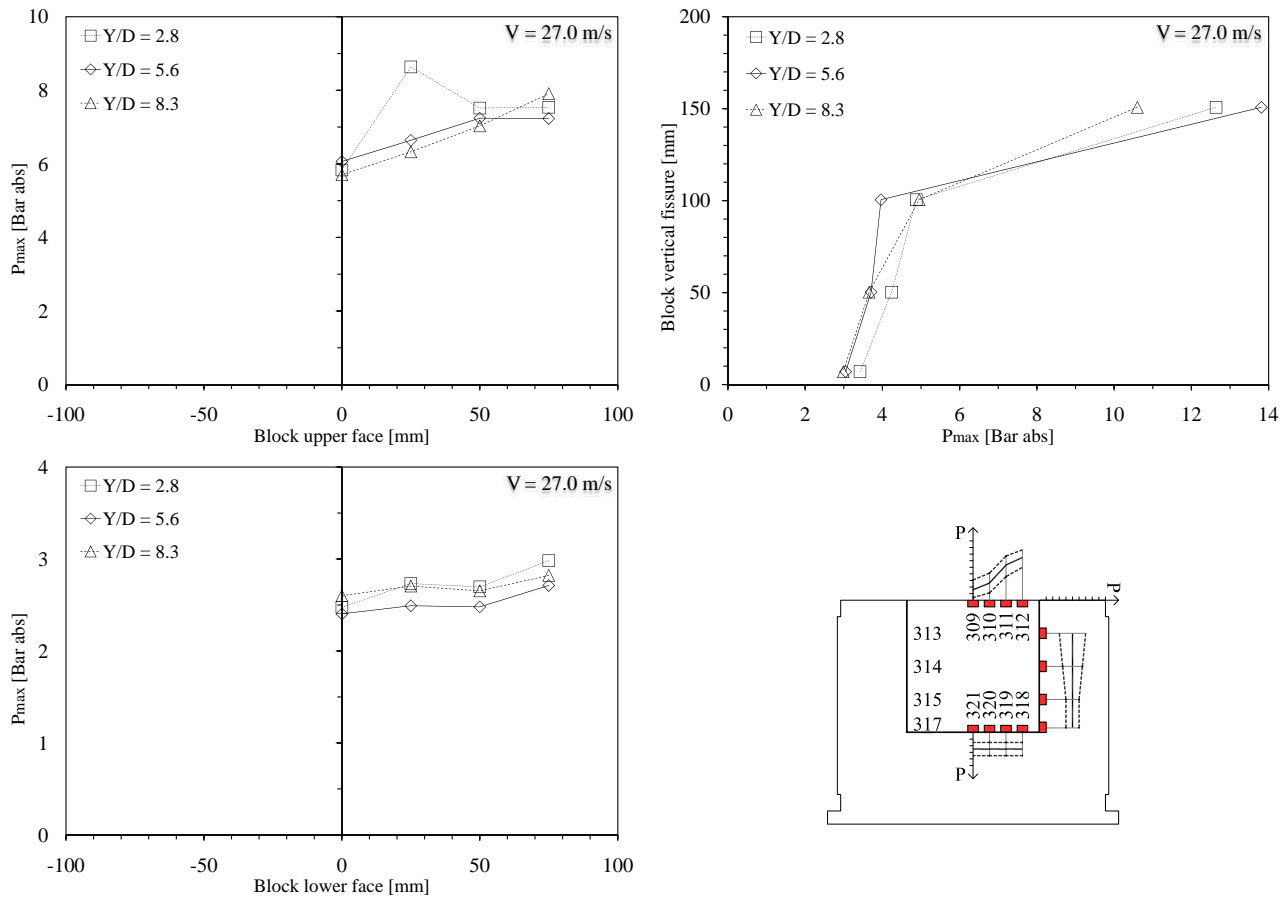 V = 27.0 m/s
Y/D = 2.8
Y/D = 5.6
Y/D = 8.3
10
8
6
4
2
0
-100
-50
0
50
100
Pmax [Bar abs]
Block upper face [mm]
V = 27.0 m/s
Y/D = 2.8
Y/D = 5.6
Y/D = 8.3
200
150
100
50
0
0
2
4
6
8
10
12
14
Block vertical fissure [mm]
Pmax [Bar abs]
V = 27.0 m/s
Y/D = 2.8
Y/D = 5.6
Y/D = 8.3
4
3
2
1
0
-100
-50
0
50
100
Pmax [Bar abs]
Block lower face [mm]
P
P
309
310
311
312
313
314
315
317
321
320
319
318
P